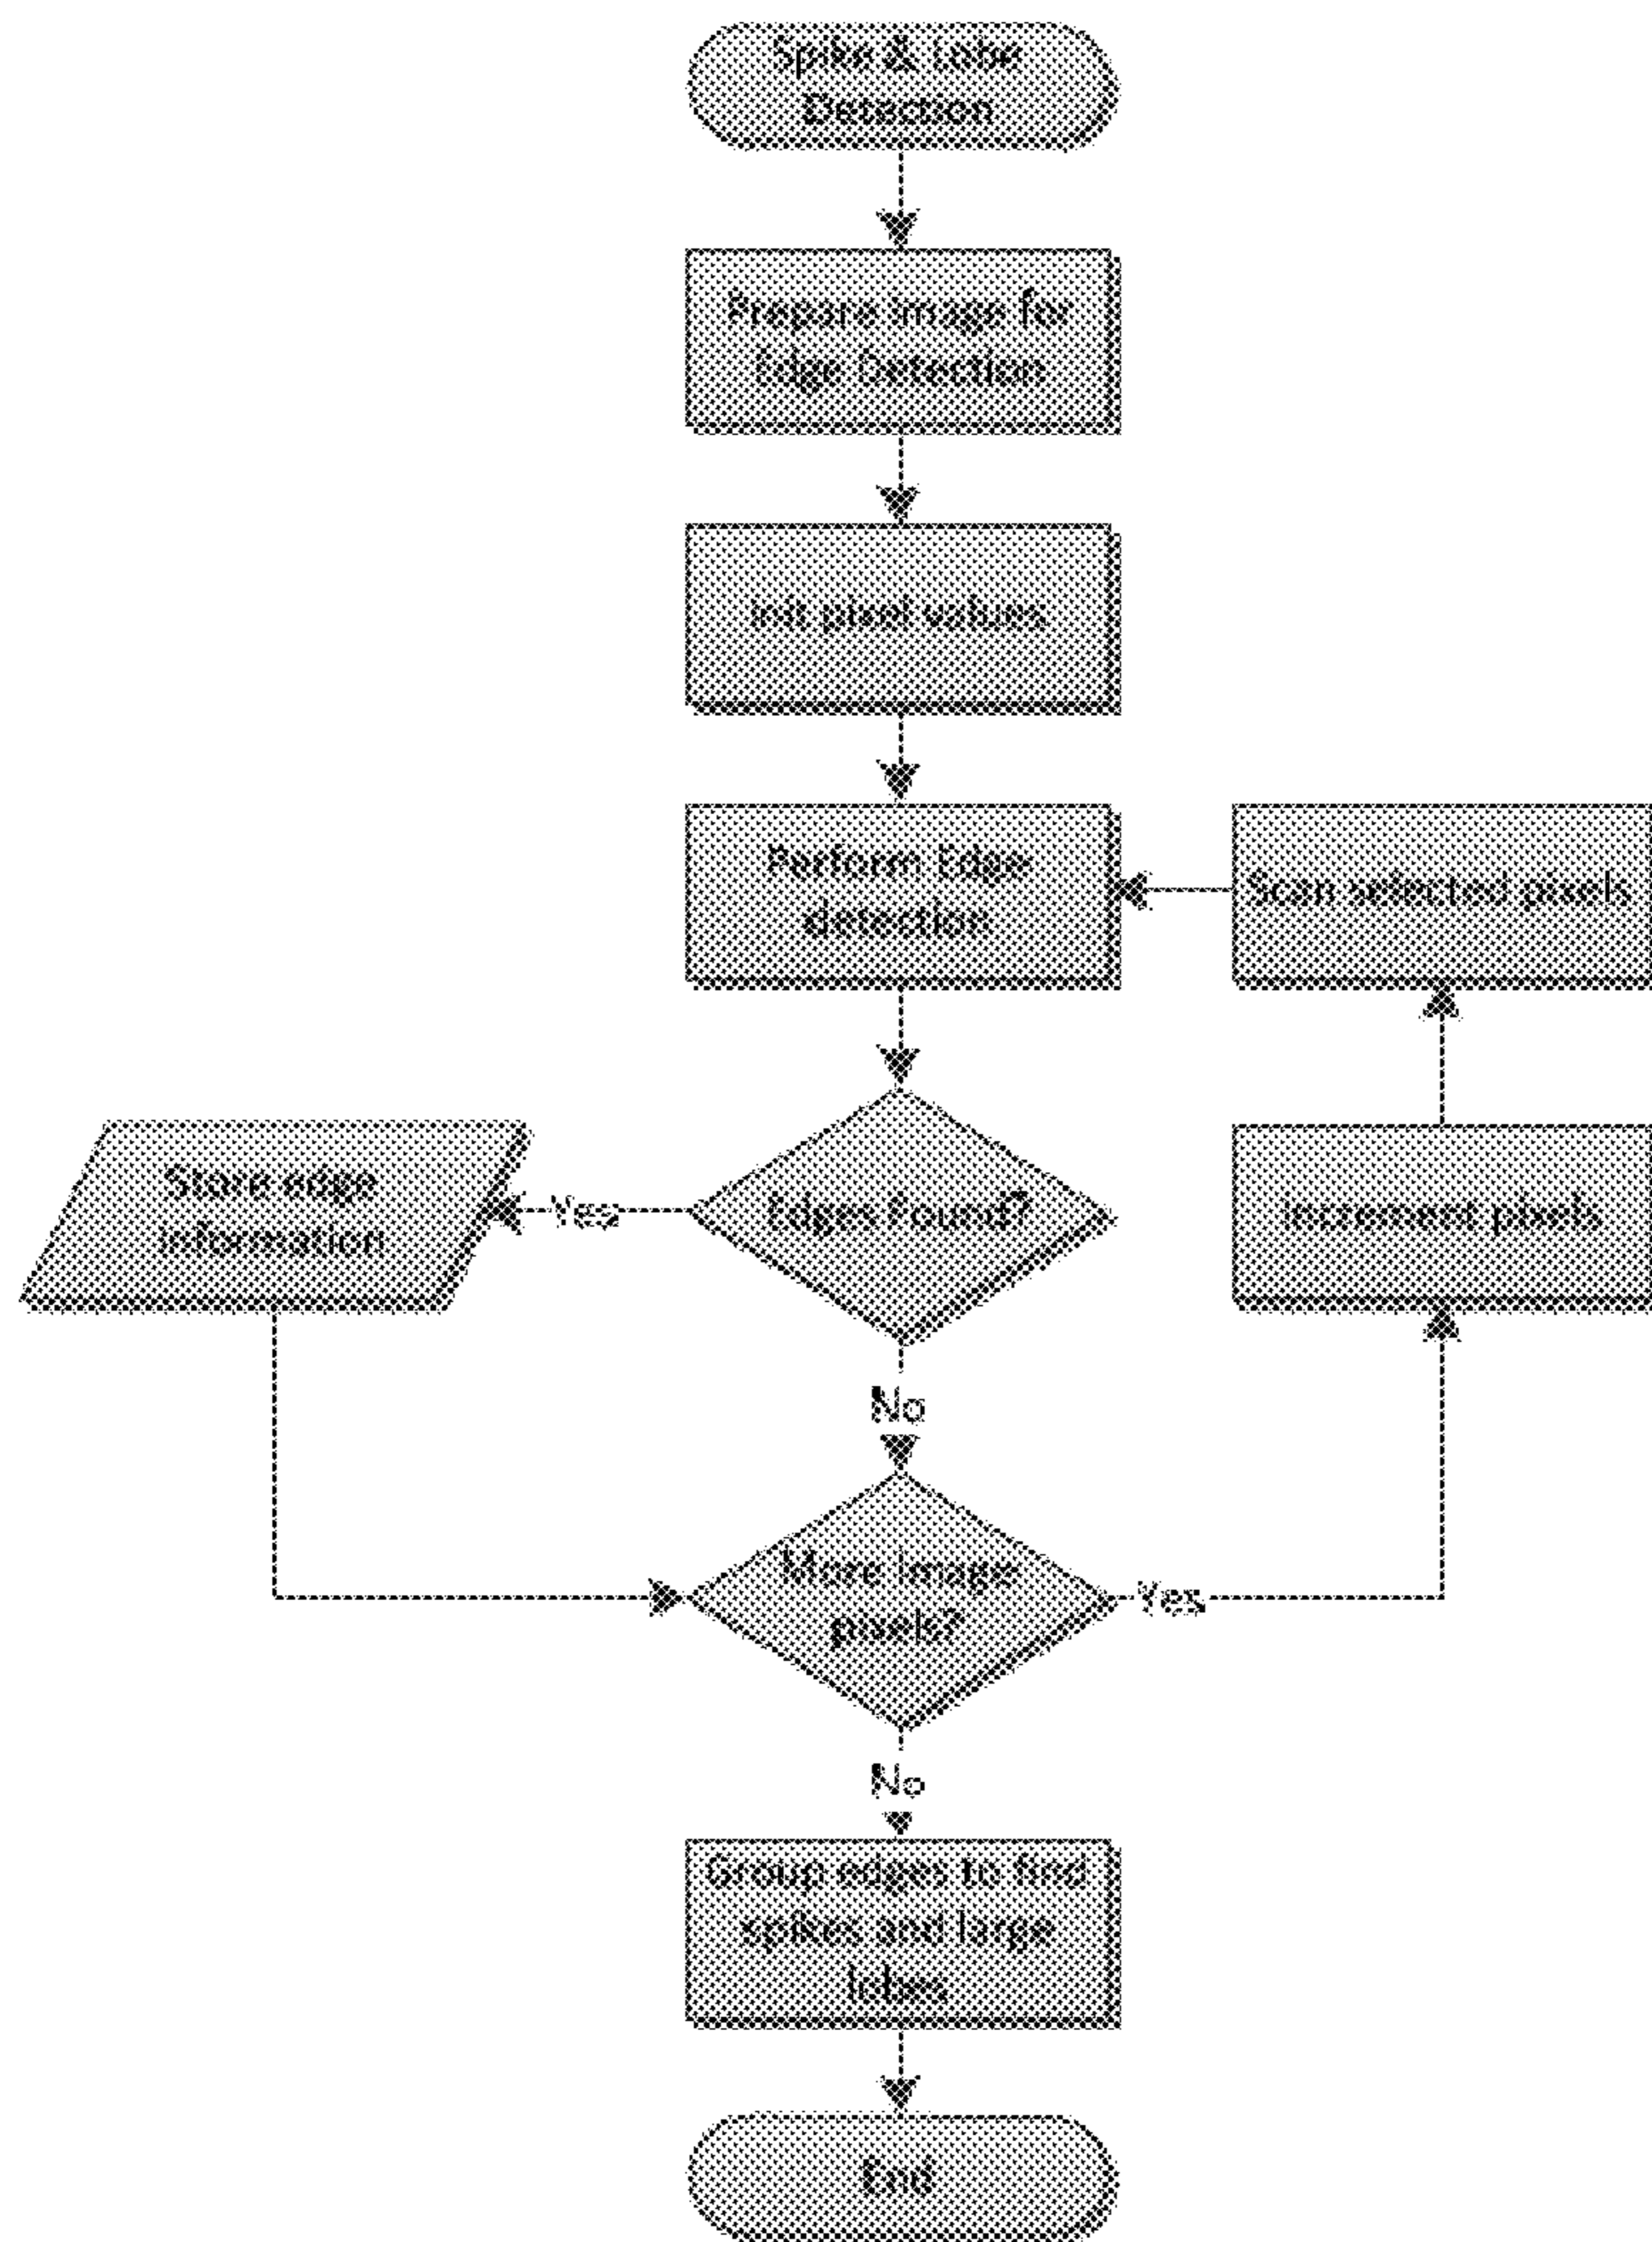 Spike & Lobe
Detection
Prepare image for
Edge Detection
init pixel values
Perform Edge
detection
Scan selected pixels
Store edge
information
Yes
Edges Found?
increment pixels
No
More image
pixels?
Yes
No
Group edges to find
spikes and large
lobes
End